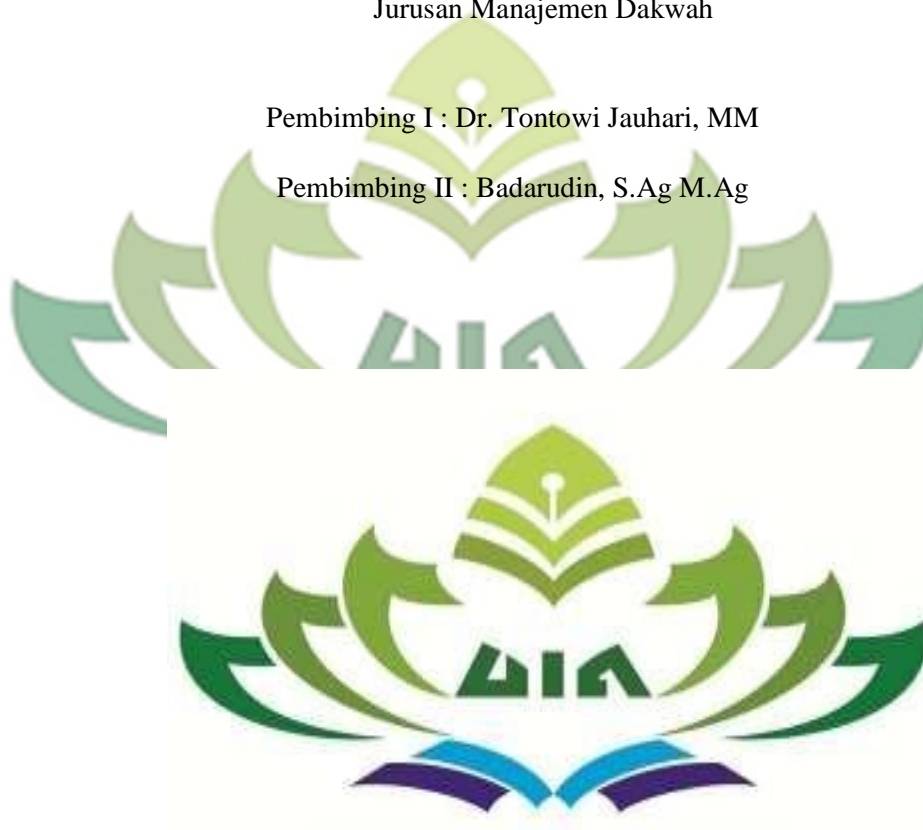 Jurusan Manajemen Dakwah
Pembimbing I : Dr. Tontowi Jauhari, MM
Pembimbing II : Badarudin, S.Ag M.Ag
UIN
UIN